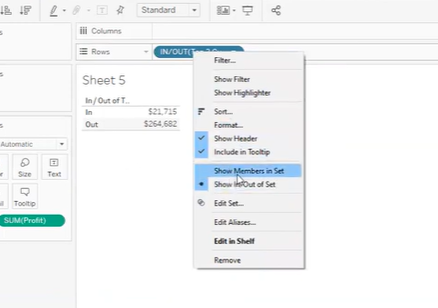 Standard
Columns
Rows
IN/OUT(Top 3
Sheet 5
In / Out of T..
In $21,715
Out $264,682
Automatic
Size
Text
Tooltip
SUM(Profit)
Filter...
Show Filter
Show Highlighter
Sort...
Format...
Show Header
Include in Tooltip
Show Members in Set
Show In/Out of Set
Edit Set...
Edit Aliases...
Edit in Shelf
Remove